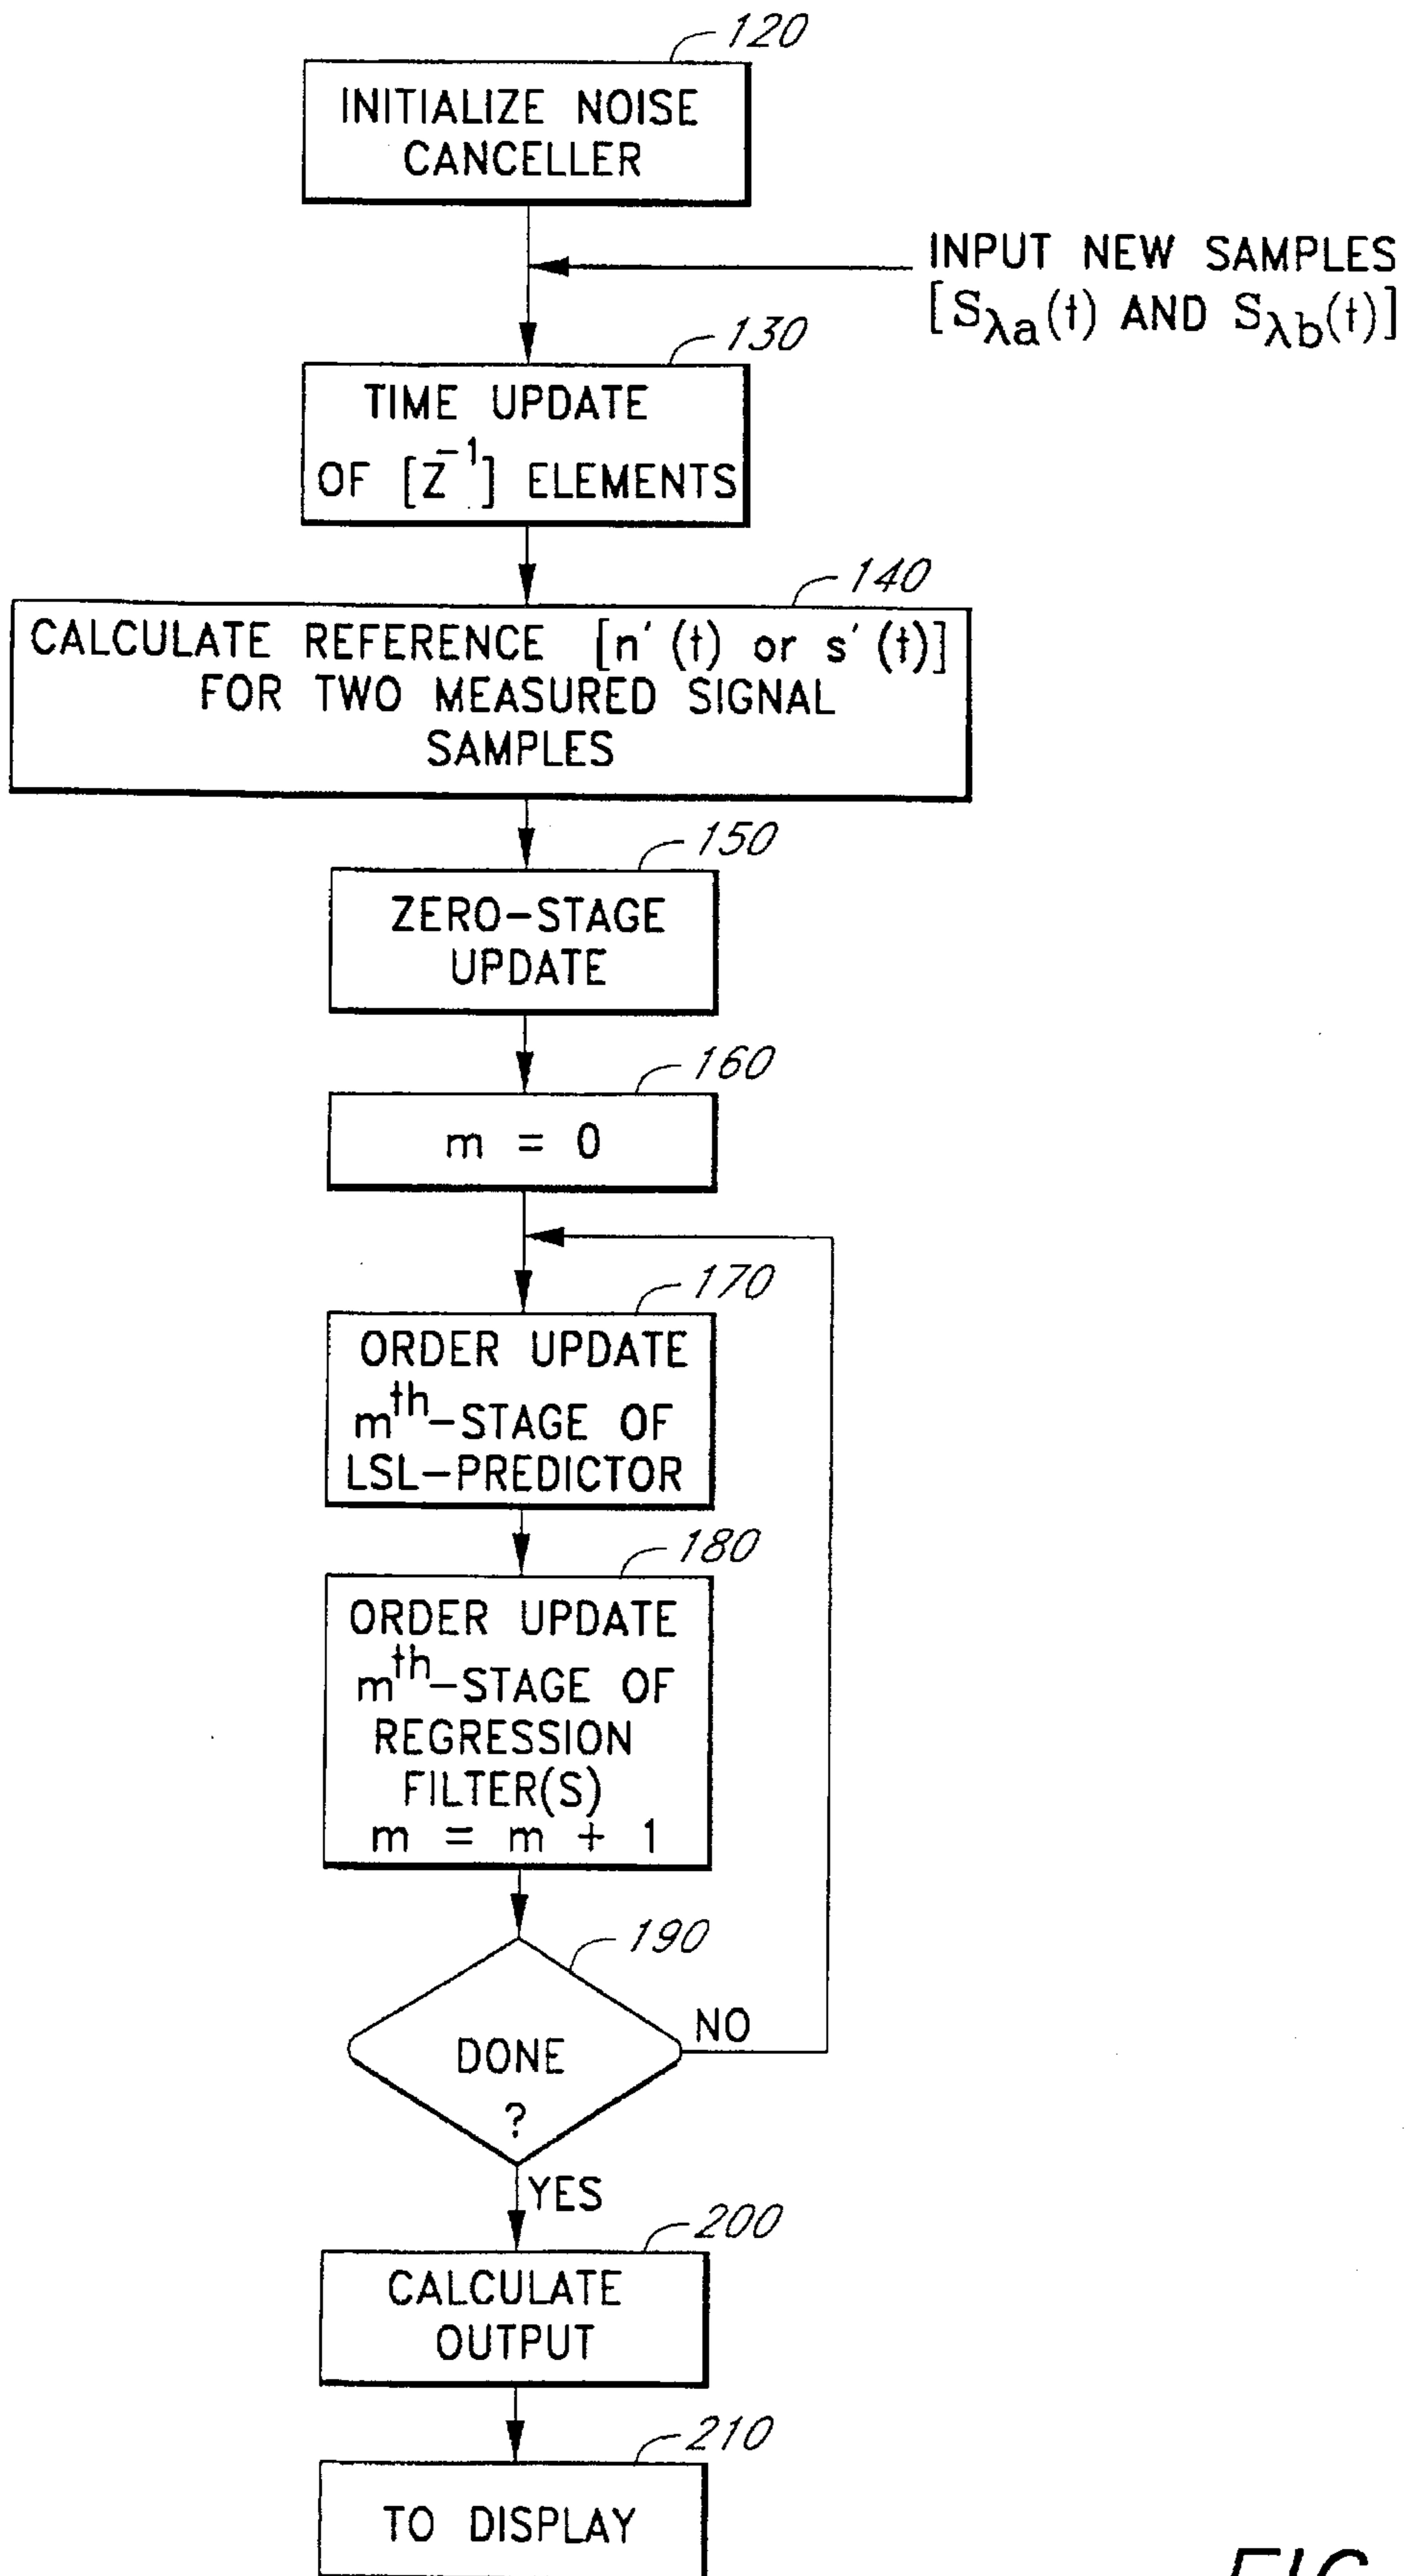 120
INITIALIZE NOISE
CANCELLER
INPUT NEW SAMPLES
[Sλa(t) AND Sλb(t)]
130
TIME UPDATE
OF [Z⁻¹] ELEMENTS
140
CALCULATE REFERENCE [n'(t) or s'(t)]
FOR TWO MEASURED SIGNAL
SAMPLES
150
ZERO-STAGE
UPDATE
160
m = 0
170
ORDER UPDATE
mᵗʰ-STAGE OF
LSL-PREDICTOR
180
ORDER UPDATE
mᵗʰ-STAGE OF
REGRESSION
FILTER(S)
m = m + 1
190
DONE
?
NO
YES
200
CALCULATE
OUTPUT
210
TO DISPLAY
FIG